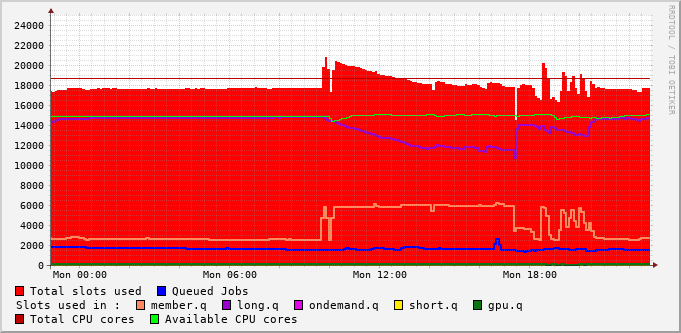 24000
22000
20000
18000
16000
14000
12000
10000
8000
6000
4000
2000
0
RRDTOOL / TOBI OETIKER
Mon 00:00 Mon 06:00 Mon 12:00 Mon 18:00
Total slots used Queued Jobs
Slots used in : member.q long.q ondemand.q short.q gpu.q
Total CPU cores Available CPU cores